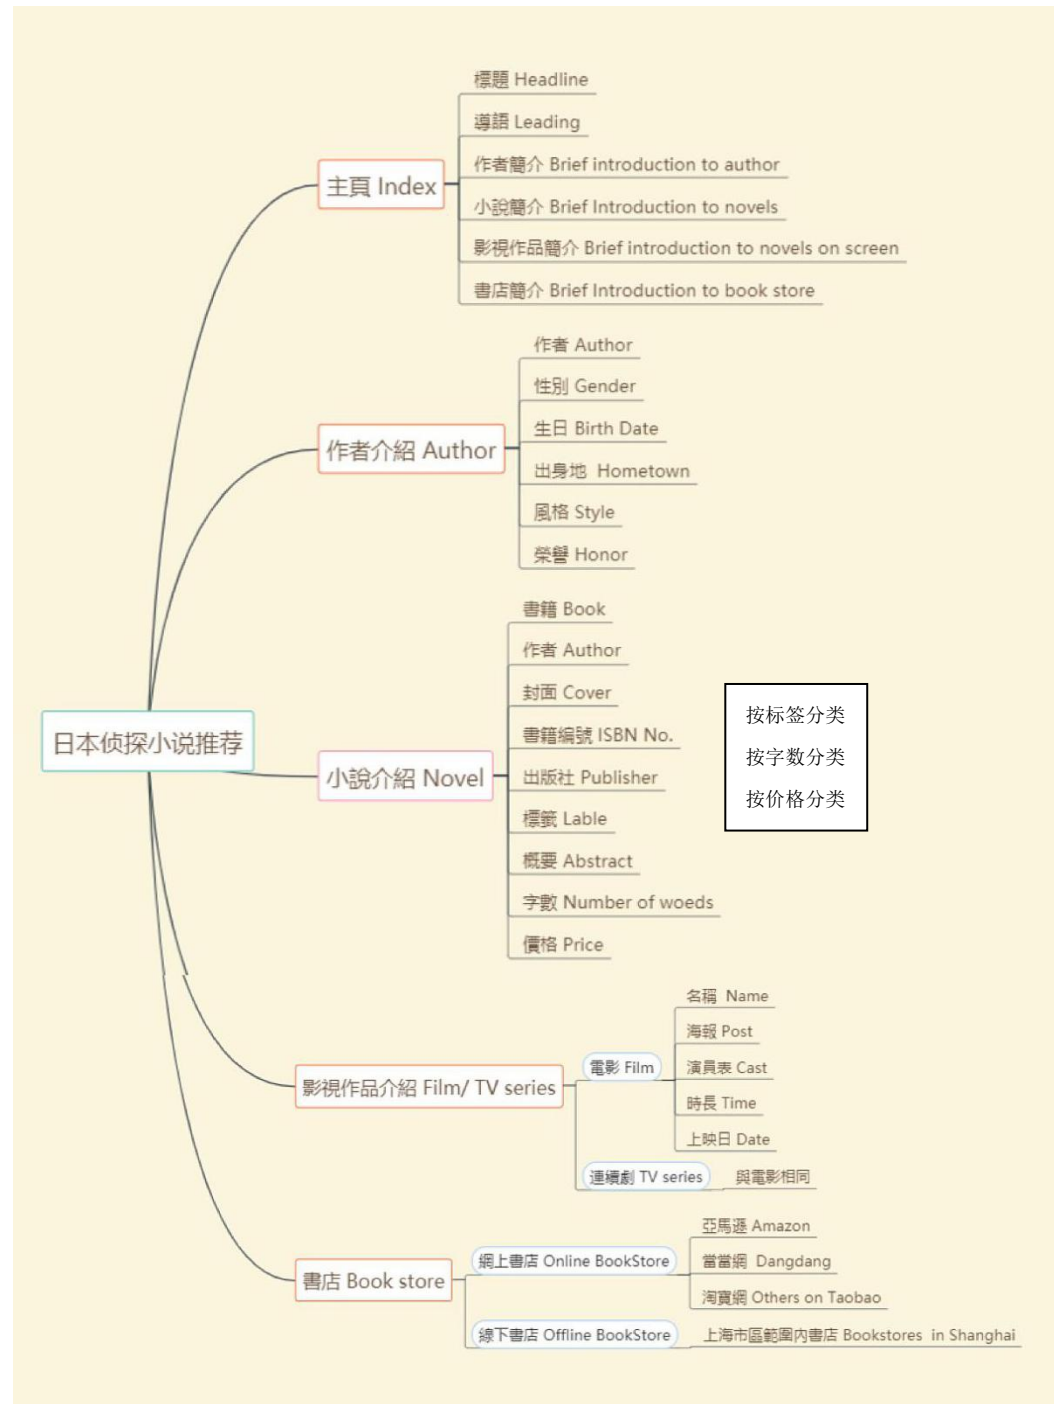 標題 Headline
導語 Leading
作者簡介 Brief introduction to author
主頁 Index
小說簡介 Brief Introduction to novels
影視作品簡介 Brief introduction to novels on screen
書店簡介 Brief Introduction to book store
作者 Author
性別 Gender
生日 Birth Date
作者介紹 Author
出身地 Hometown
風格 Style
榮譽 Honor
書籍 Book
作者 Author
封面 Cover
書籍編號 ISBN No.
日本侦探小说推荐
小說介紹 Novel
出版社 Publisher
標籤 Lable
概要 Abstract
字數 Number of woeds
價格 Price
按标签分类
按字数分类
按价格分类
名稱 Name
海報 Post
電影 Film
演員表 Cast
影視作品介紹 Film/ TV series
時長 Time
上映日 Date
連續劇 TV series
與電影相同
亞馬遜 Amazon
網上書店 Online BookStore
當當網 Dangdang
書店 Book store
淘寶網 Others on Taobao
線下書店 Offline BookStore
上海市區範圍内書店 Bookstores in Shanghai